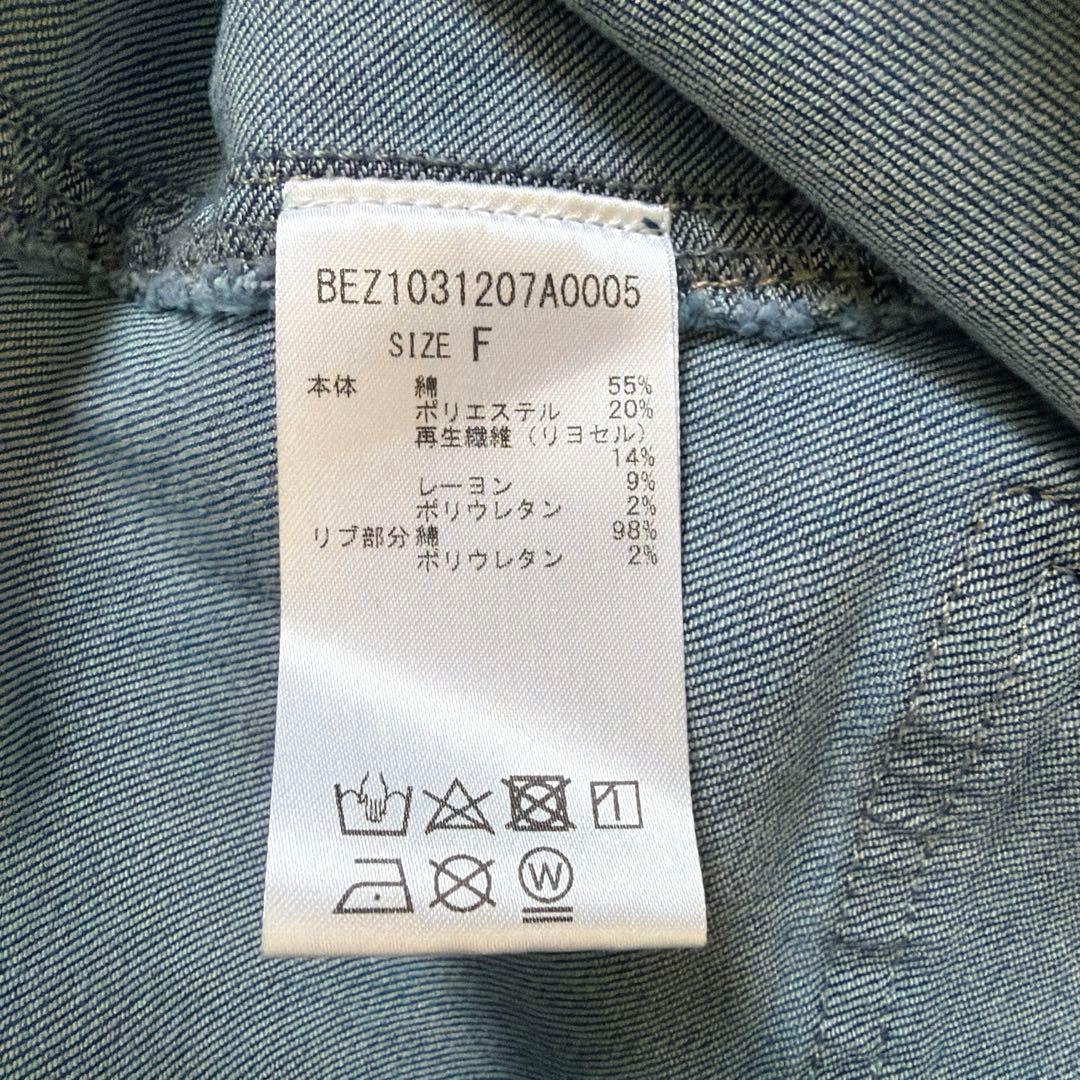 BEZ1031207A0005
SIZE F
本体 綿 55%
ポリエステル 20%
再生繊維(リヨセル)
14%
レーヨン 9%
ポリウレタン 2%
リブ部分 綿 98%
ポリウレタン 2%
W